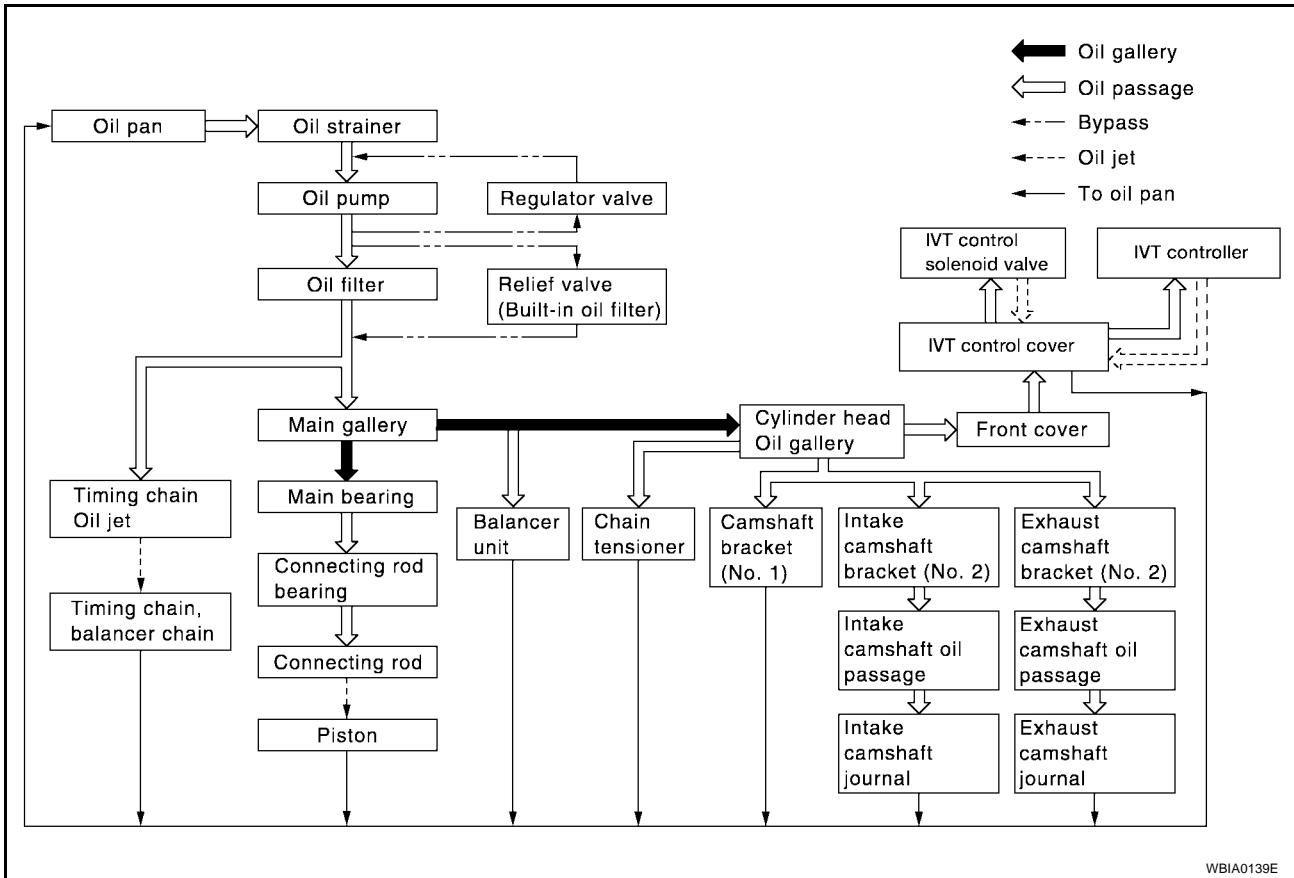 Oil gallery
Oil passage
Bypass
Oil jet
To oil pan
Oil pan
Oil strainer
Oil pump
Regulator valve
Oil filter
Relief valve
(Built-in oil filter)
IVT control
solenoid valve
IVT controller
IVT control cover
Main gallery
Cylinder head
Oil gallery
Front cover
Timing chain
Oil jet
Main bearing
Balancer
unit
Chain
tensioner
Camshaft
bracket
(No. 1)
Intake
camshaft
bracket (No. 2)
Exhaust
camshaft
bracket (No. 2)
Connecting rod
bearing
Timing chain,
balancer chain
Intake
camshaft oil
passage
Exhaust
camshaft oil
passage
Connecting rod
Piston
Intake
camshaft
journal
Exhaust
camshaft
journal
WBIA0139E